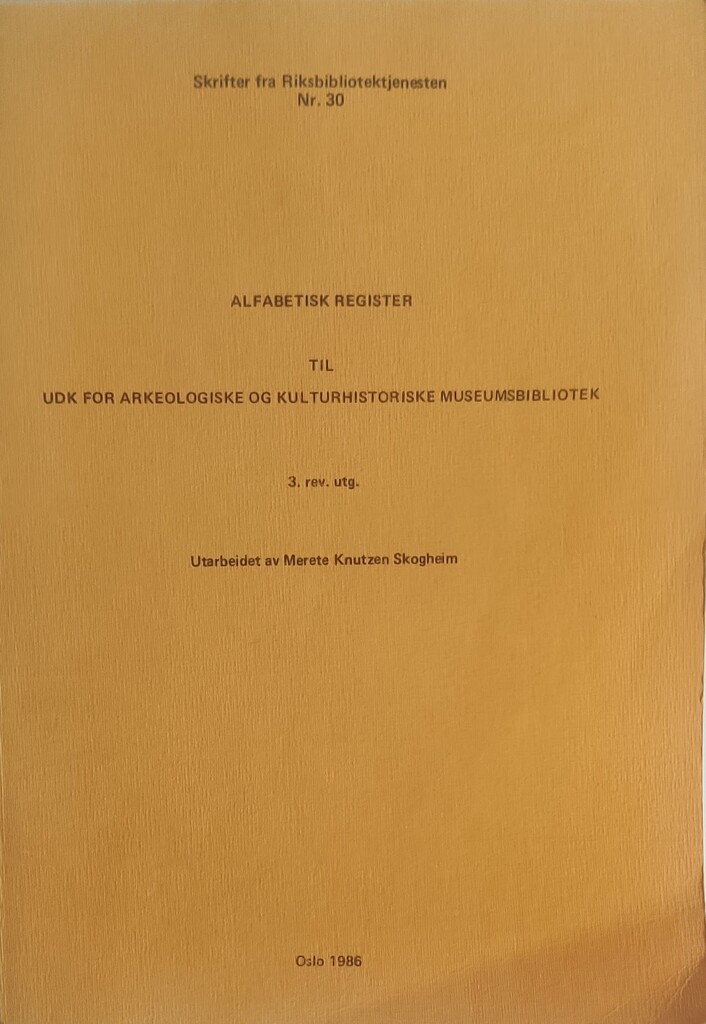 Skrifter fra Riksbibliotektjenesten
Nr. 30
ALFABETISK REGISTER
TIL
UDK FOR ARKEOLOGISKE OG KULTURHISTORISKE MUSEUMSBIBLIOTEK
3. rev. utg.
Utarbeidet av Merete Knutzen Skogheim
Oslo 1986